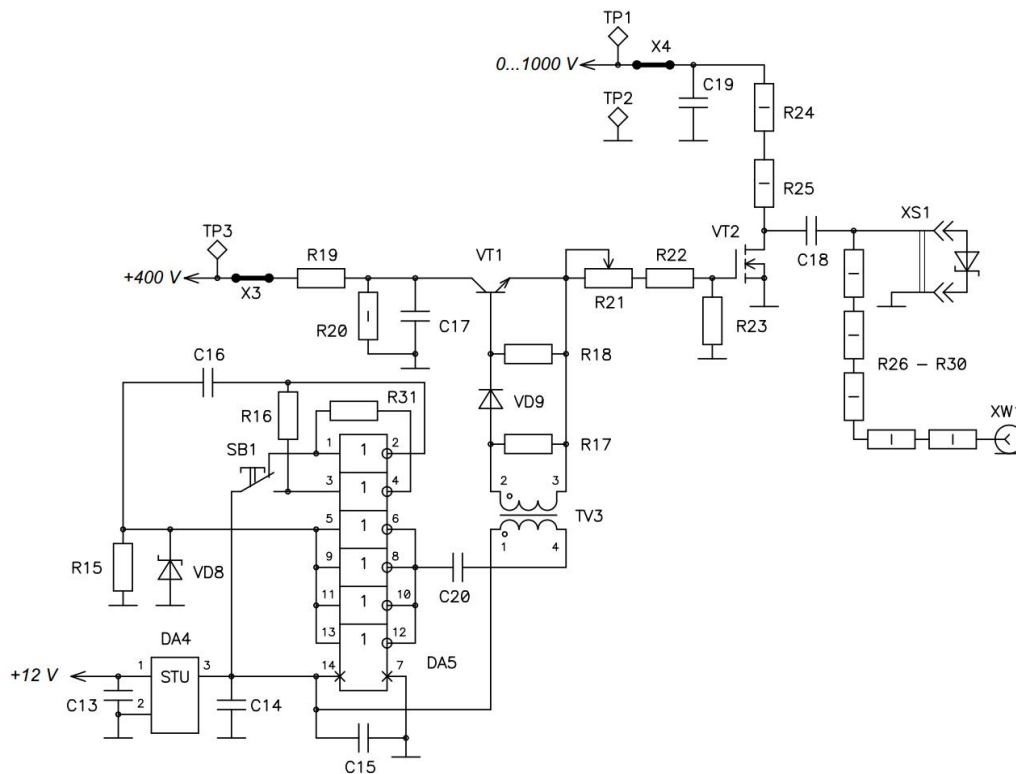 TP1
X4
0...1000 V
C19
TP2
R24
R25
XS1
TP3
VT2
R19
VT1
R22
C18
+400 V
X3
R21
R20
C17
R23
C16
R18
R26 – R30
R31
VD9
R16
XW1
SB1
1 1 2
R17
3 1 4
2 3
TV3
5 1 6
1 4
R15
VD8
9 1 8
C20
11 1 10
DA4
13 1 12
DA5
+12 V
1 STU 3
14 7
C13
2
C14
C15